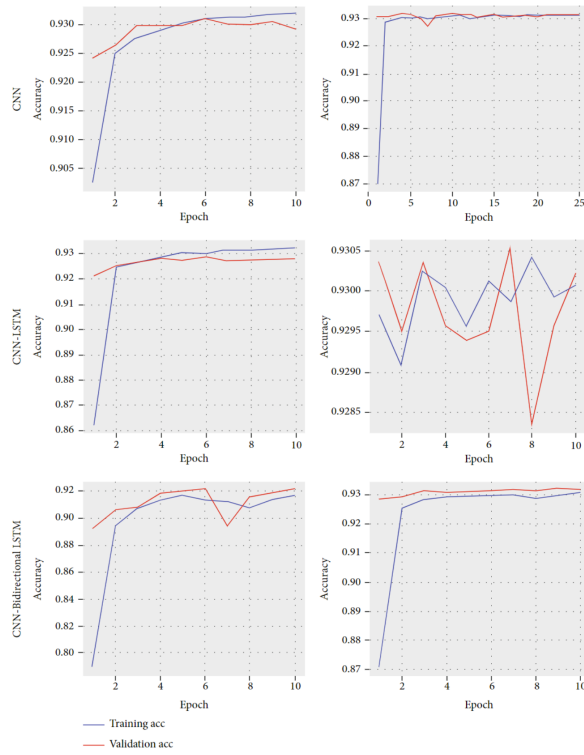 CNN
Accuracy
0.930
0.925
0.920
0.915
0.910
0.905
2 4 6 8 10
Epoch
Accuracy
0.93
0.91
0.90
0.88
0.87
0 5 10 15 20 25
Epoch
CNN-LSTM
Accuracy
0.93
0.92
0.91
0.90
0.89
0.88
0.87
0.86
2 4 6 8 10
Epoch
Accuracy
0.9305
0.9300
0.9295
0.9290
0.9285
0 2 4 6 8 10
Epoch
CNN-Bidirectional LSTM
Accuracy
0.92
0.90
0.88
0.86
0.84
0.82
0.80
2 4 6 8 10
Epoch
Accuracy
0.93
0.92
0.91
0.90
0.89
0.88
0.87
2 4 6 8 10
Epoch
Training acc
Validation acc